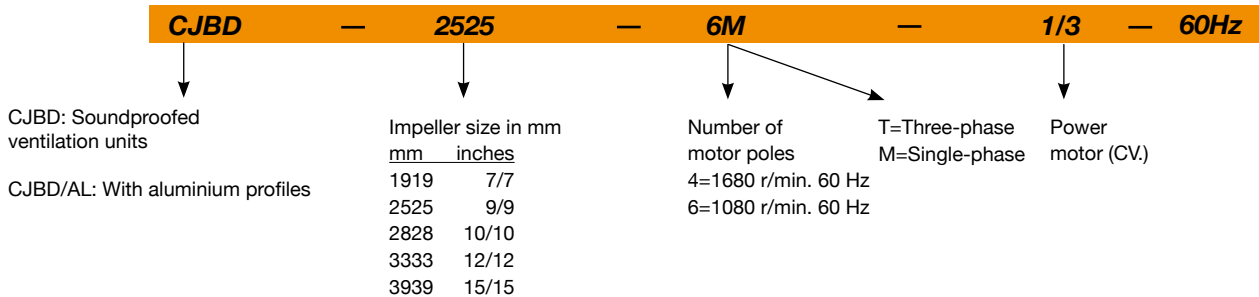 CJBD — 2525 — 6M — 1/3 — 60Hz
CJBD: Soundproofed
ventilation units
CJBD/AL: With aluminium profiles
Impeller size in mm
mm inches
1919 7/7
2525 9/9
2828 10/10
3333 12/12
3939 15/15
Number of
motor poles
4=1680 r/min. 60 Hz
6=1080 r/min. 60 Hz
T=Three-phase
M=Single-phase
Power
motor (CV.)